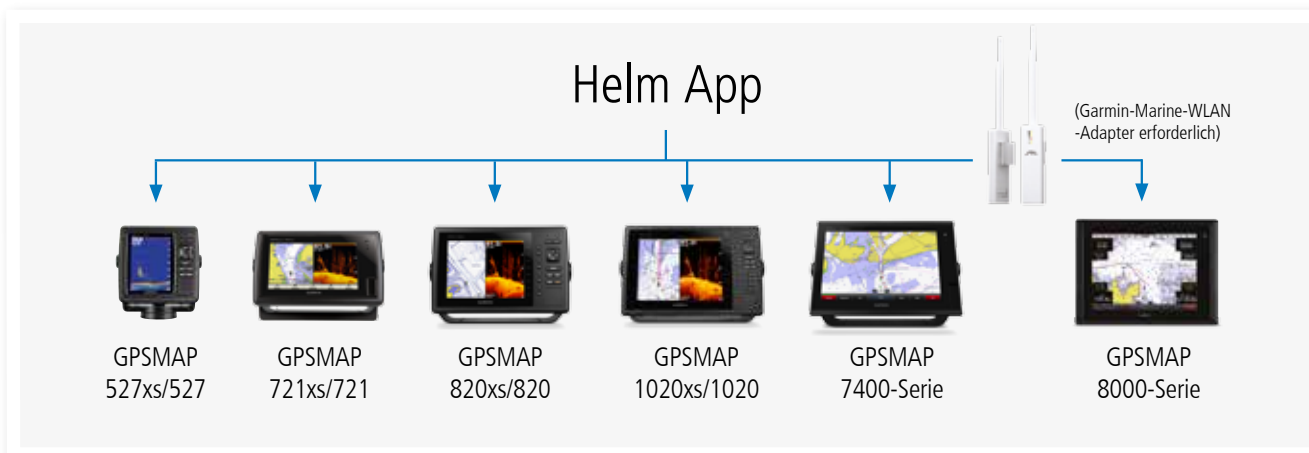 Helm App
(Garmin-Marine-WLAN
-Adapter erforderlich)
GPSMAP
527xs/527
GPSMAP
721xs/721
GPSMAP
820xs/820
GPSMAP
1020xs/1020
GPSMAP
7400-Serie
GPSMAP
8000-Serie